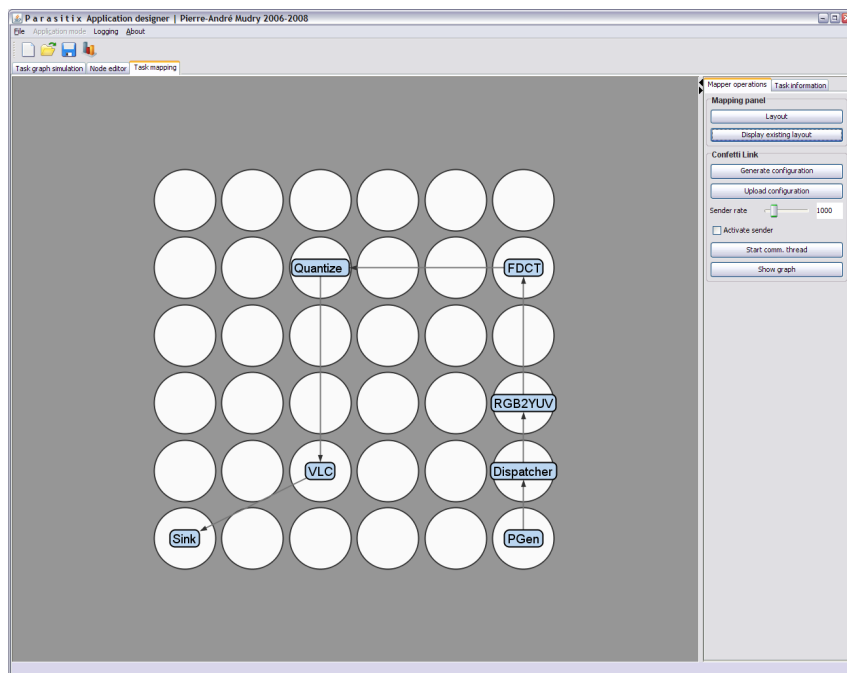 Parasitix Application designer | Pierre-André Mudry 2006-2008
File Application mode Logging About
Task graph simulation Node editor Task mapping
Mapper operations Task information
Mapping panel
Layout
Display existing layout
Confetti Link
Generate configuration
Upload configuration
Sender rate 1000
Activate sender
Start comm. thread
Show graph
Quantize FDCT
RGB2YUV
VLC Dispatcher
Sink PGen